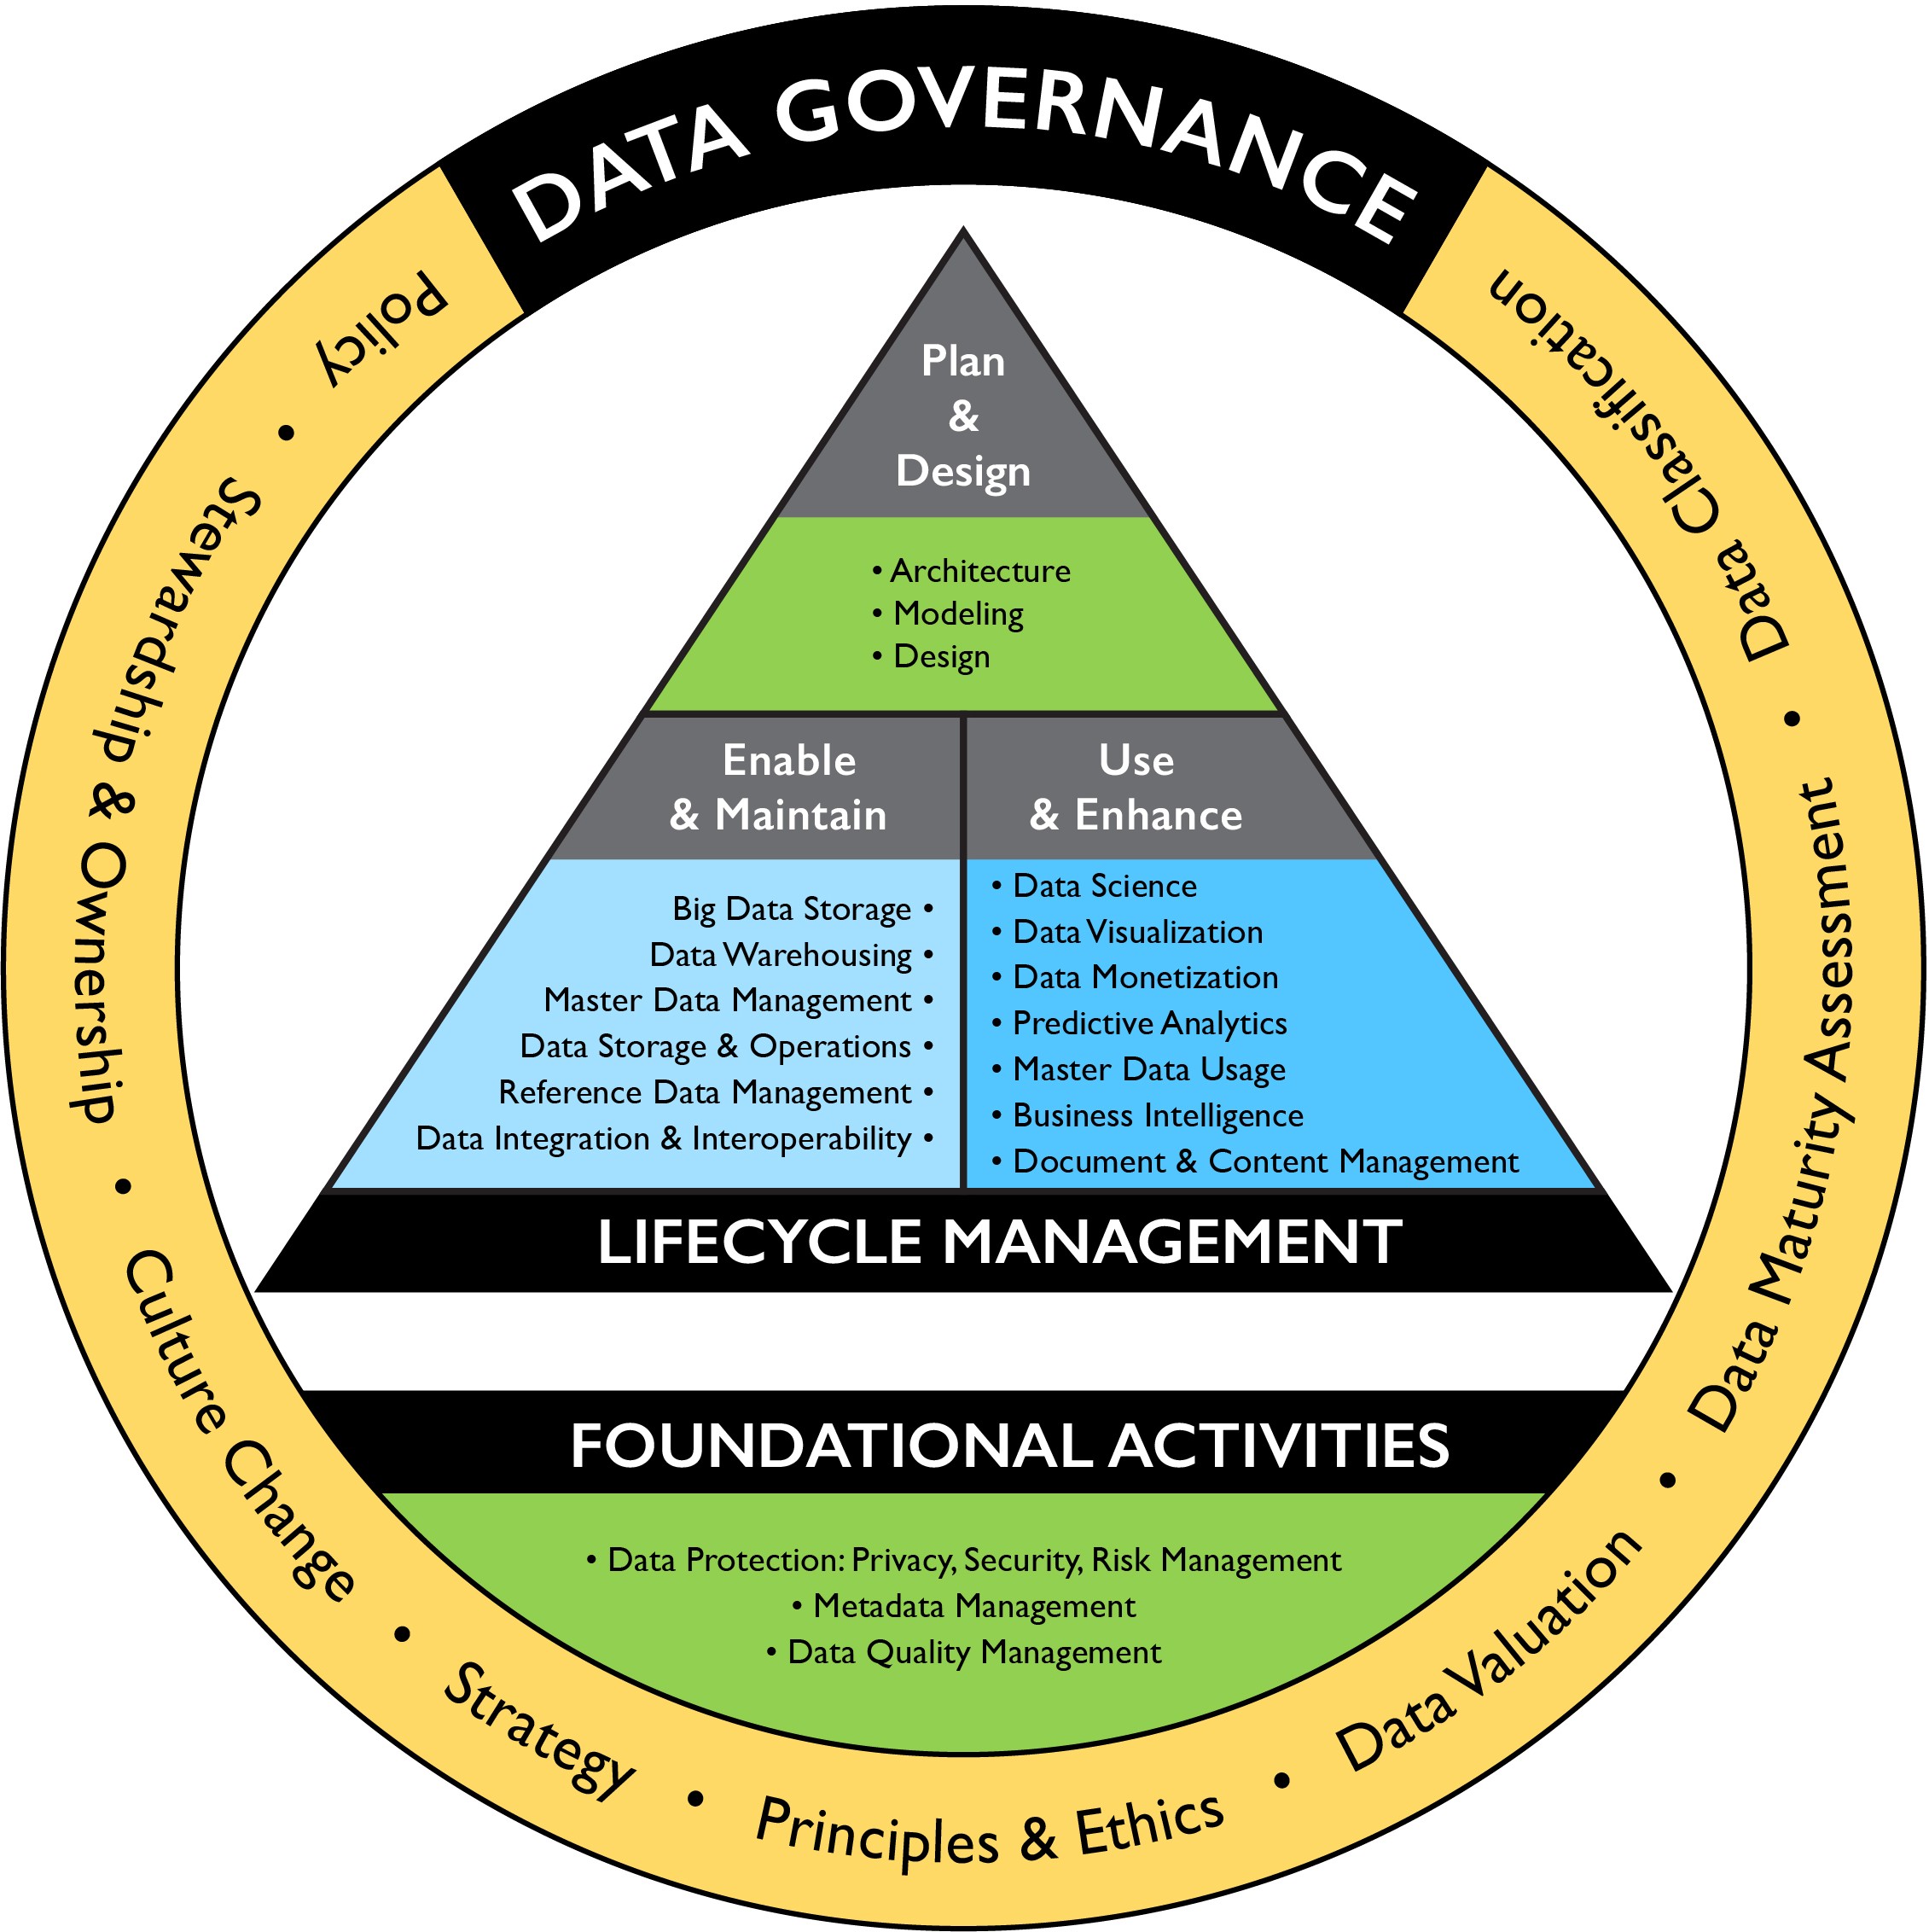 DATA GOVERNANCE
Policy
•
Stewardship & Ownership
•
Culture Change
•
Strategy
•
Principles & Ethics
•
Data Valuation
•
Data Maturity Assessment
•
Data Classification
Plan
&
Design
• Architecture
• Modeling
• Design
Enable
& Maintain
Big Data Storage •
Data Warehousing •
Master Data Management •
Data Storage & Operations •
Reference Data Management •
Data Integration & Interoperability •
Use
& Enhance
• Data Science
• Data Visualization
• Data Monetization
• Predictive Analytics
• Master Data Usage
• Business Intelligence
• Document & Content Management
LIFECYCLE MANAGEMENT
FOUNDATIONAL ACTIVITIES
• Data Protection: Privacy, Security, Risk Management
• Metadata Management
• Data Quality Management